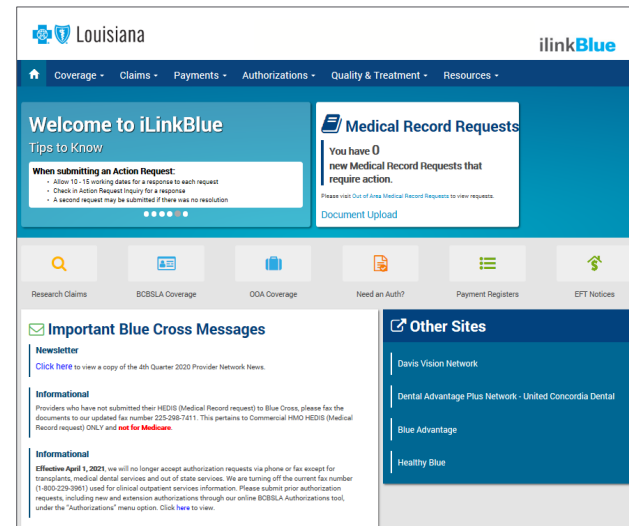 Louisiana
ilinkBlue
Coverage
Claims
Payments
Authorizations
Quality & Treatment
Resources
Welcome to iLinkBlue
Tips to Know
When submitting an Action Request:
• Allow 10 - 15 working dates for a response to each request
• Check in Action Request Inquiry for a response
• A second request may be submitted if there was no resolution
Medical Record Requests
You have 0
new Medical Record Requests that
require action.
Please visit Out of Area Medical Record Requests to view requests.
Document Upload
Research Claims
BCBSLA Coverage
OOA Coverage
Need an Auth?
Payment Registers
EFT Notices
Important Blue Cross Messages
Newsletter
Click here to view a copy of the 4th Quarter 2020 Provider Network News.
Informational
Providers who have not submitted their HEDIS (Medical Record request) to Blue Cross, please fax the
documents to our updated fax number 225-298-7411. This pertains to Commercial HMO HEDIS (Medical
Record request) ONLY and not for Medicare.
Informational
Effective April 1, 2021, we will no longer accept authorization requests via phone or fax except for
transplants, medical dental services and out of state services. We are turning off the current fax number
(1-800-229-3961) used for clinical outpatient services information. Please submit prior authorization
requests, including new and extension authorizations through our online BCBSLA Authorizations tool,
under the "Authorizations" menu option. Click here to view.
Other Sites
Davis Vision Network
Dental Advantage Plus Network - United Concordia Dental
Blue Advantage
Healthy Blue